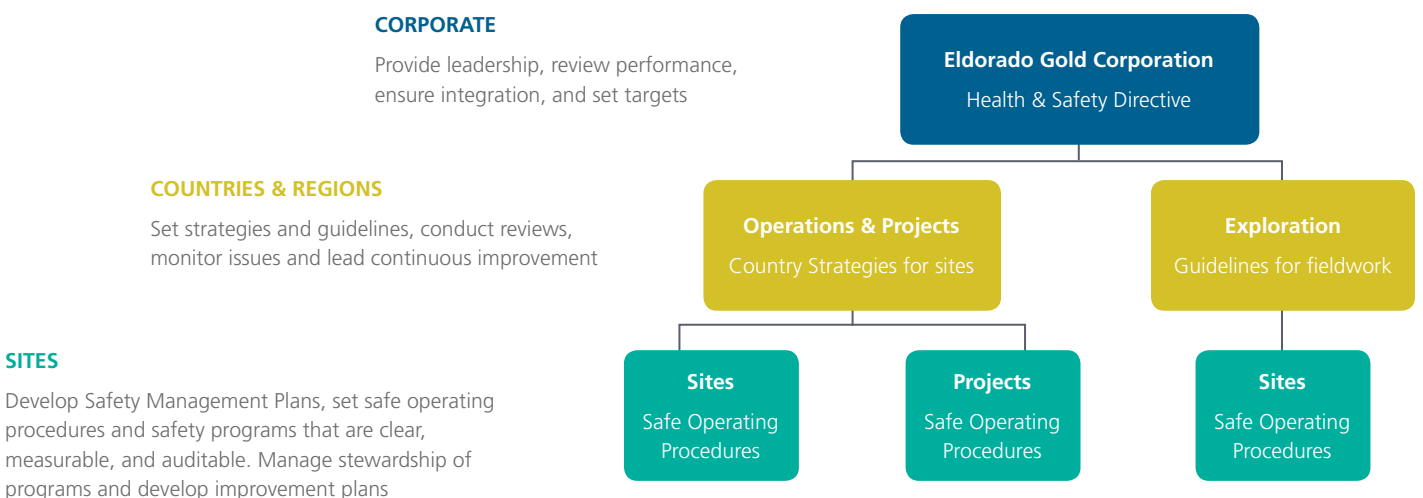 CORPORATE
Provide leadership, review performance,
ensure integration, and set targets
Eldorado Gold Corporation
Health & Safety Directive
COUNTRIES & REGIONS
Set strategies and guidelines, conduct reviews,
monitor issues and lead continuous improvement
Operations & Projects
Country Strategies for sites
Exploration
Guidelines for fieldwork
SITES
Develop Safety Management Plans, set safe operating
procedures and safety programs that are clear,
measurable, and auditable. Manage stewardship of
programs and develop improvement plans
Sites
Safe Operating
Procedures
Projects
Safe Operating
Procedures
Sites
Safe Operating
Procedures